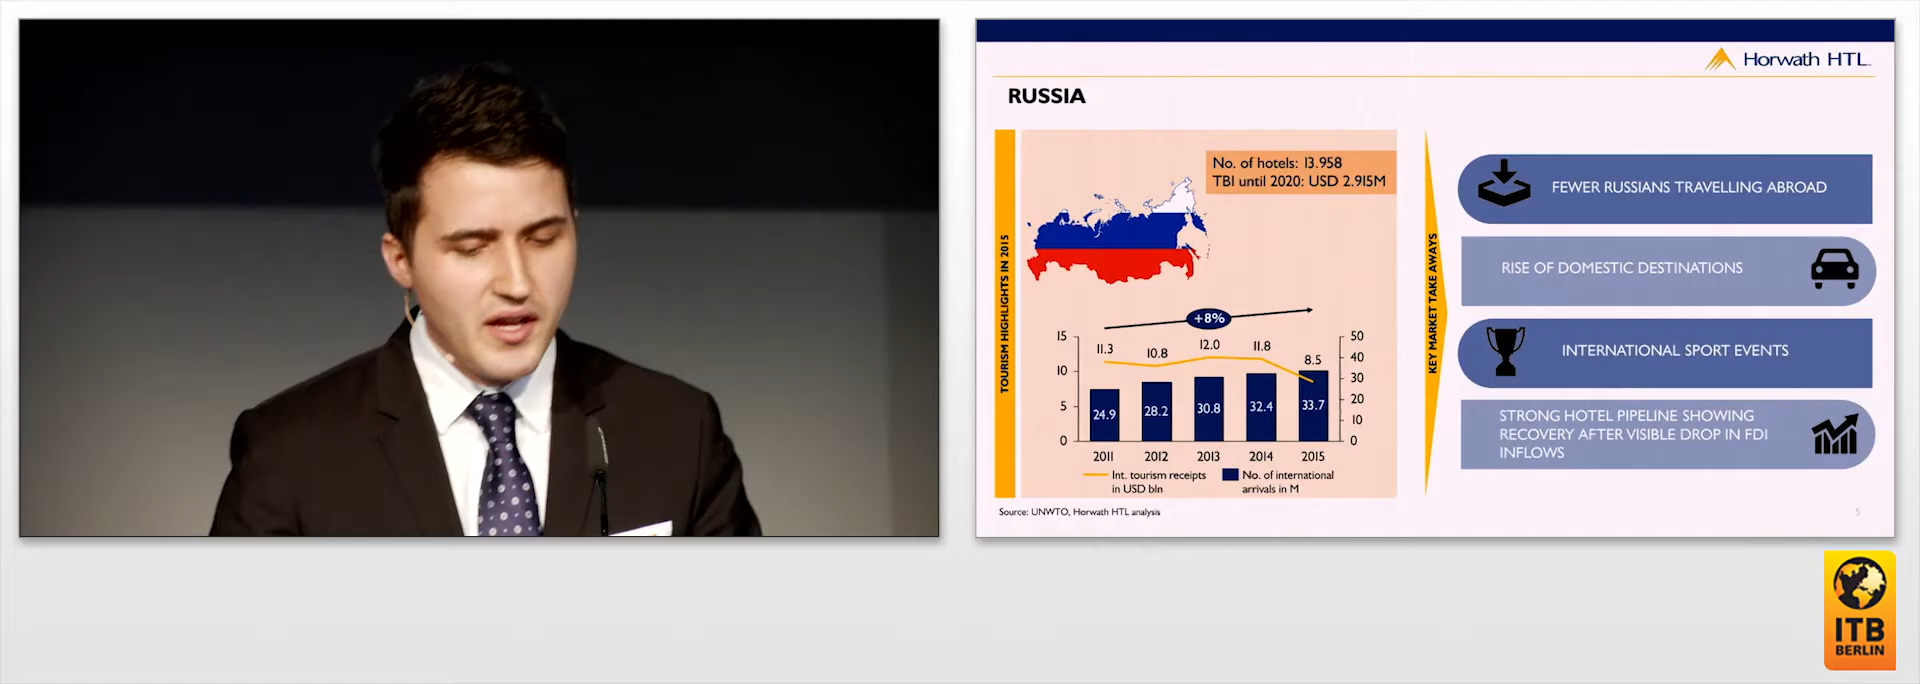 Horwath HTL
RUSSIA
TOURISM HIGHLIGHTS IN 2015
No. of hotels: 13.958
TBI until 2020: USD 2.915M
+8%
15
10
5
0
50
40
30
20
10
0
11.3
10.8
12.0
11.8
8.5
24.9
28.2
30.8
32.4
33.7
2011
2012
2013
2014
2015
Int. tourism receipts
in USD bln
No. of international
arrivals in M
Source: UNWTO, Horwath HTL analysis
KEY MARKET TAKE AWAYS
FEWER RUSSIANS TRAVELLING ABROAD
RISE OF DOMESTIC DESTINATIONS
INTERNATIONAL SPORT EVENTS
STRONG HOTEL PIPELINE SHOWING
RECOVERY AFTER VISIBLE DROP IN FDI
INFLOWS
5
ITB
BERLIN